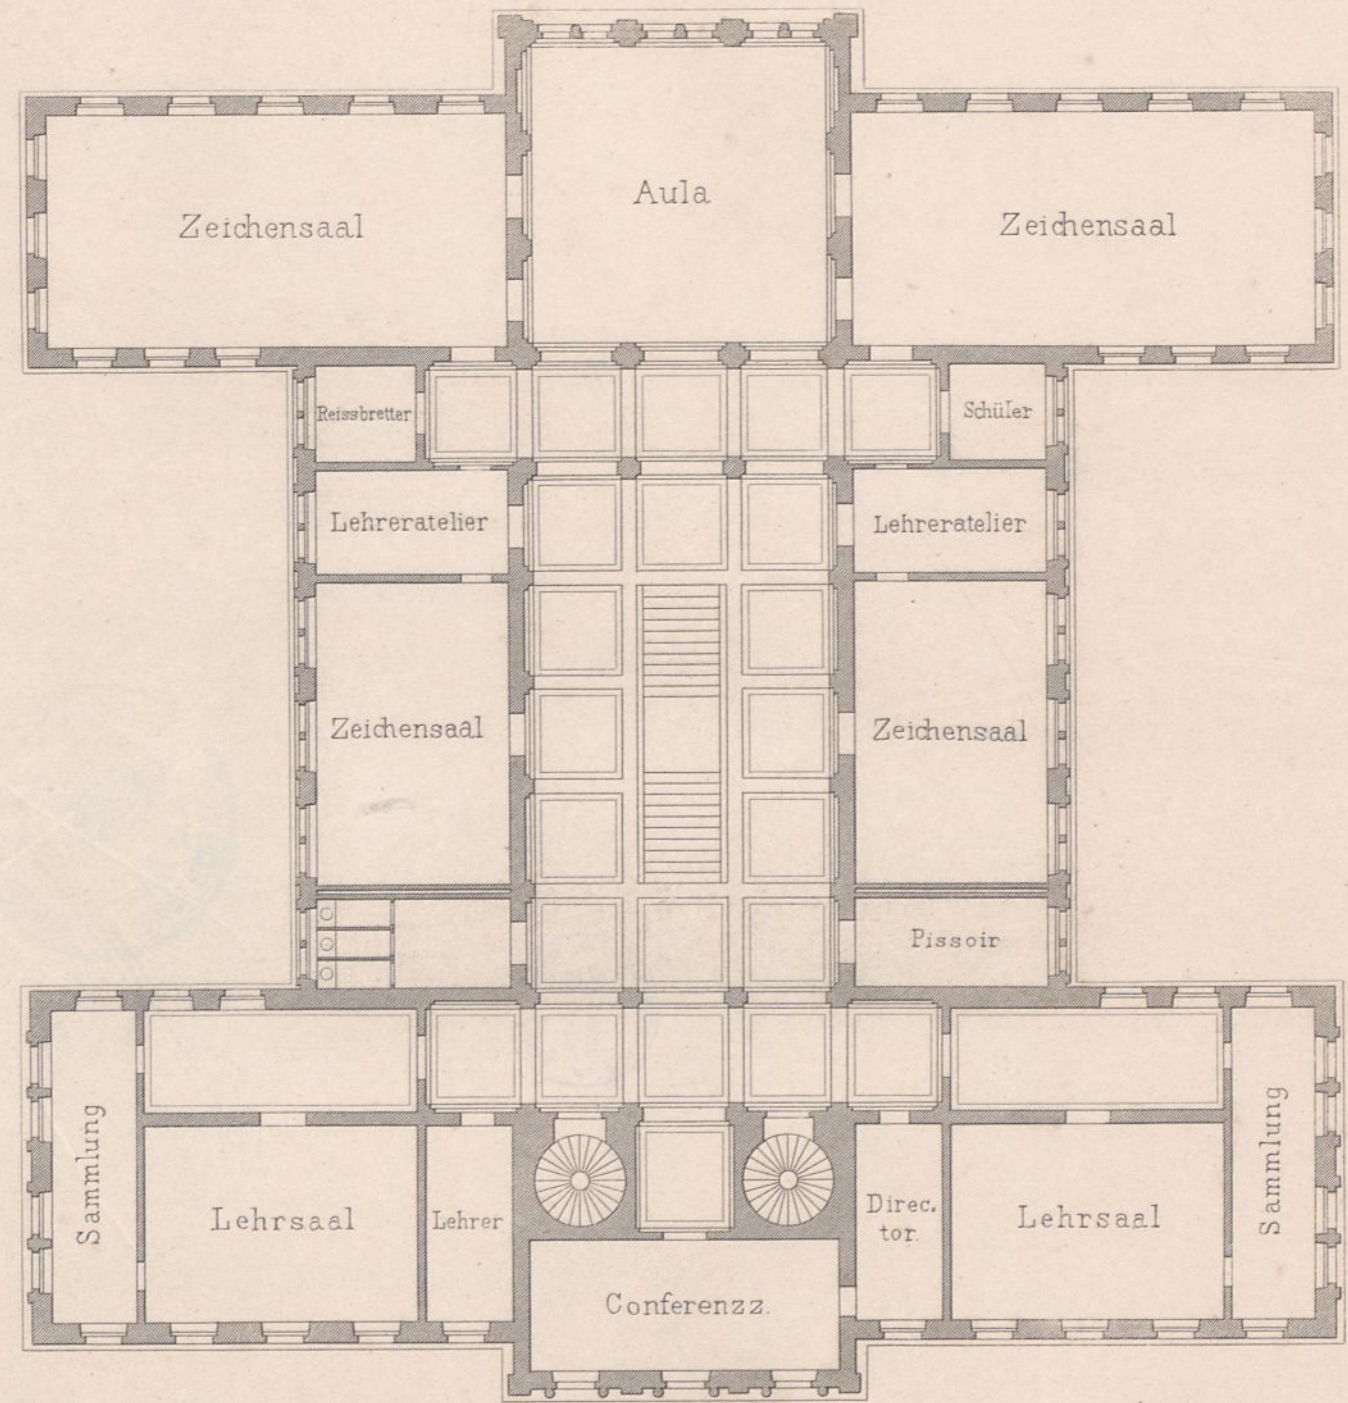 Aula
Zeichensaal
Zeichensaal
Reissbretter
Schüler
Lehreratelier
Lehreratelier
Zeichensaal
Zeichensaal
Pissoir
Sammlung
Lehrsaal
Lehrer
Direc.
tor.
Lehrsaal
Sammlung
Conferenzz.